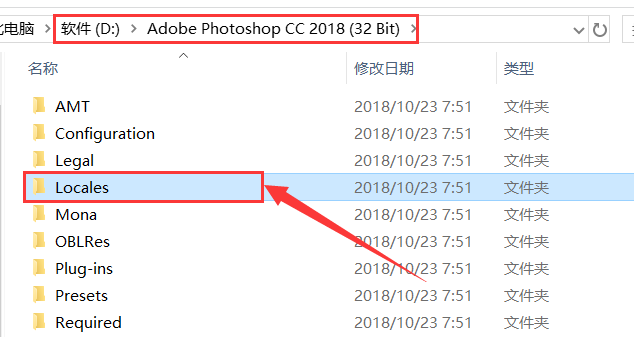 比电脑 > 软件 (D:) > Adobe Photoshop CC 2018 (32 Bit) >
名称 修改日期 类型
AMT 2018/10/23 7:51 文件夹
Configuration 2018/10/23 7:51 文件夹
Legal 2018/10/23 7:51 文件夹
Locales 2018/10/23 7:51 文件夹
Mona 2018/10/23 7:51 文件夹
OBLRes 2018/10/23 7:51 文件夹
Plug-ins 2018/10/23 7:51 文件夹
Presets 2018/10/23 7:51 文件夹
Required 2018/10/23 7:51 文件夹